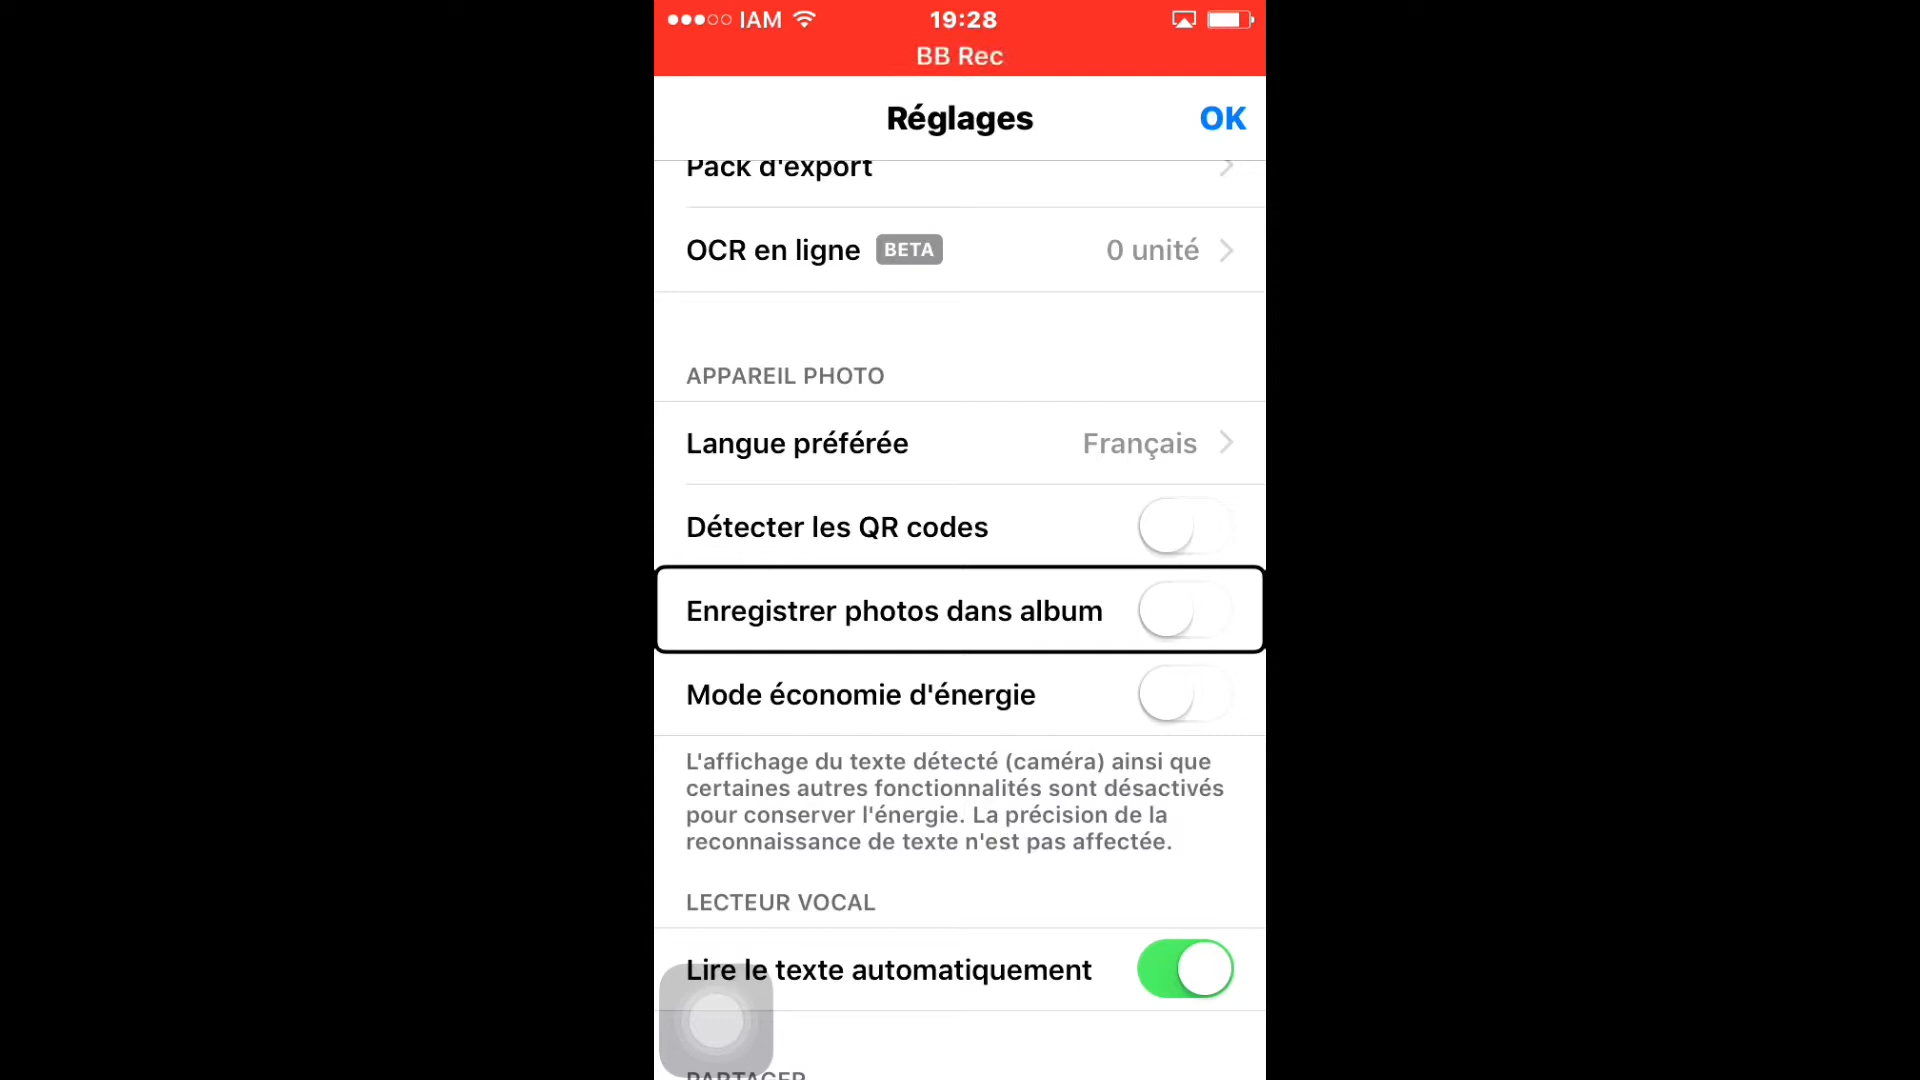 IAM 19:28
BB Rec
Réglages OK
Pack d'export
OCR en ligne BETA 0 unité
APPAREIL PHOTO
Langue préférée Français
Détecter les QR codes
Enregistrer photos dans album
Mode économie d'énergie
L'affichage du texte détecté (caméra) ainsi que
certaines autres fonctionnalités sont désactivés
pour conserver l'énergie. La précision de la
reconnaissance de texte n'est pas affectée.
LECTEUR VOCAL
Lire le texte automatiquement
PARTAGER